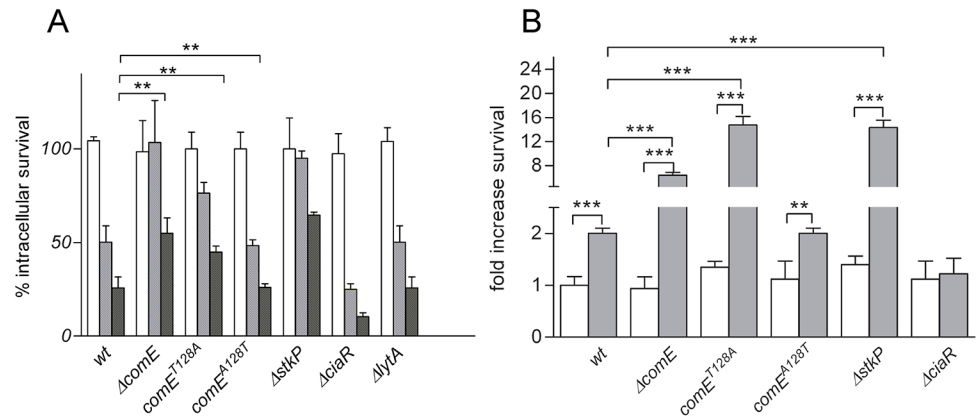 A
**
**
**
% intracellular survival
100
50
0
wt
ΔcomE
comE^T128A
comE^A128T
ΔstkP
ΔciaR
ΔlytA
B
***
***
***
***
***
***
***
**
fold increase survival
24
20
16
12
8
2
1
0
wt
ΔcomE
comE^T128A
comE^A128T
ΔstkP
ΔciaR